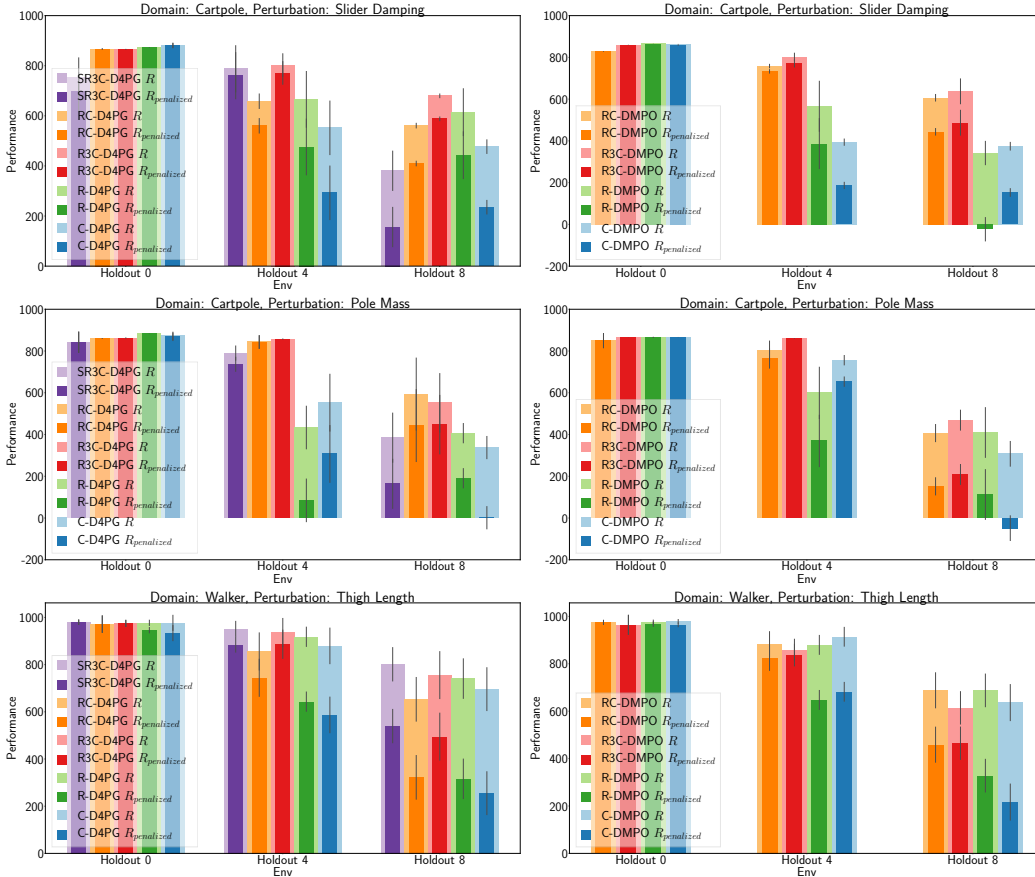 Domain: Cartpole, Perturbation: Slider Damping
1000
800
600
400
200
0
Performance
SR3C-D4PG R
SR3C-D4PG R_penalized
RC-D4PG R
RC-D4PG R_penalized
R3C-D4PG R
R3C-D4PG R_penalized
R-D4PG R
R-D4PG R_penalized
C-D4PG R
C-D4PG R_penalized
Holdout 0
Holdout 4
Holdout 8
Env
Domain: Cartpole, Perturbation: Slider Damping
1000
800
600
400
200
0
-200
Performance
RC-DMPO R
RC-DMPO R_penalized
R3C-DMPO R
R3C-DMPO R_penalized
R-DMPO R
R-DMPO R_penalized
C-DMPO R
C-DMPO R_penalized
Holdout 0
Holdout 4
Holdout 8
Env
Domain: Cartpole, Perturbation: Pole Mass
1000
800
600
400
200
0
-200
Performance
SR3C-D4PG R
SR3C-D4PG R_penalized
RC-D4PG R
RC-D4PG R_penalized
R3C-D4PG R
R3C-D4PG R_penalized
R-D4PG R
R-D4PG R_penalized
C-D4PG R
C-D4PG R_penalized
Holdout 0
Holdout 4
Holdout 8
Env
Domain: Cartpole, Perturbation: Pole Mass
1000
800
600
400
200
0
-200
Performance
RC-DMPO R
RC-DMPO R_penalized
R3C-DMPO R
R3C-DMPO R_penalized
R-DMPO R
R-DMPO R_penalized
C-DMPO R
C-DMPO R_penalized
Holdout 0
Holdout 4
Holdout 8
Env
Domain: Walker, Perturbation: Thigh Length
1000
800
600
400
200
0
Performance
SR3C-D4PG R
SR3C-D4PG R_penalized
RC-D4PG R
RC-D4PG R_penalized
R3C-D4PG R
R3C-D4PG R_penalized
R-D4PG R
R-D4PG R_penalized
C-D4PG R
C-D4PG R_penalized
Holdout 0
Holdout 4
Holdout 8
Env
Domain: Walker, Perturbation: Thigh Length
1000
800
600
400
200
0
Performance
RC-DMPO R
RC-DMPO R_penalized
R3C-DMPO R
R3C-DMPO R_penalized
R-DMPO R
R-DMPO R_penalized
C-DMPO R
C-DMPO R_penalized
Holdout 0
Holdout 4
Holdout 8
Env